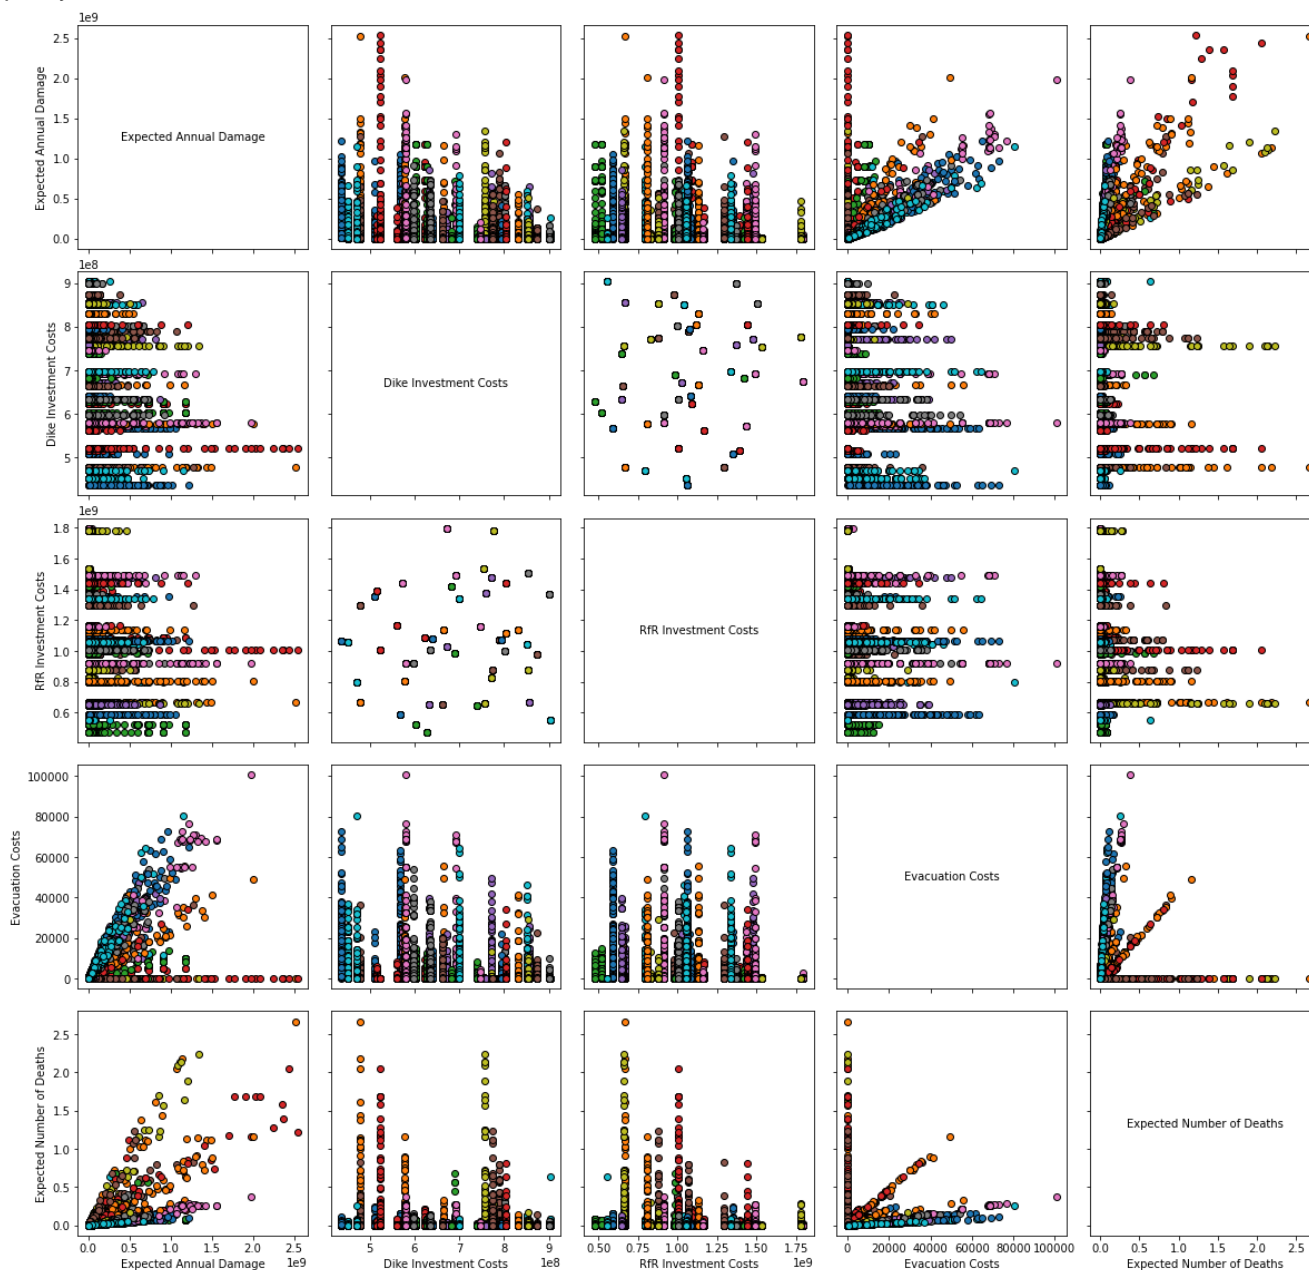 1e9
2.5
2.0
1.5
1.0
0.5
0.0
Expected Annual Damage
Expected Annual Damage
1e8
9
8
7
6
5
Dike Investment Costs
Dike Investment Costs
1e9
1.8
1.6
1.4
1.2
1.0
0.8
0.6
RfR Investment Costs
RfR Investment Costs
100000
80000
60000
40000
20000
0
Evacuation Costs
Evacuation Costs
2.5
2.0
1.5
1.0
0.5
0.0
Expected Number of Deaths
Expected Number of Deaths
0.0 0.5 1.0 1.5 2.0 2.5
Expected Annual Damage 1e9
5 6 7 8 9
Dike Investment Costs 1e8
0.50 0.75 1.00 1.25 1.50 1.75
RfR Investment Costs 1e9
0 20000 40000 60000 80000 100000
Evacuation Costs
0.0 0.5 1.0 1.5 2.0 2.5
Expected Number of Deaths